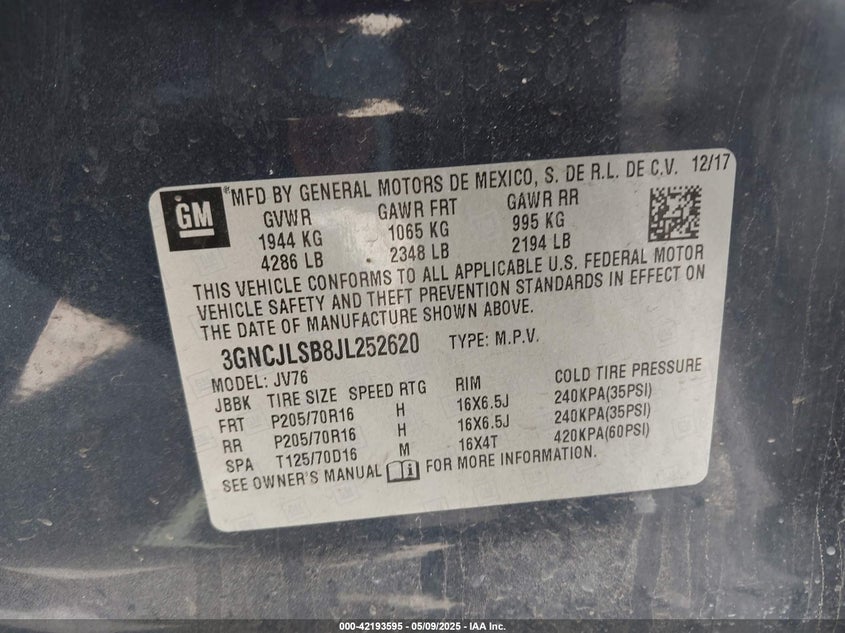 GM ®MFD BY GENERAL MOTORS DE MEXICO, S. DE R.L. DE C.V. 12/17
GVWR GAWR FRT GAWR RR
1944 KG 1065 KG 995 KG
4286 LB 2348 LB 2194 LB
THIS VEHICLE CONFORMS TO ALL APPLICABLE U.S. FEDERAL MOTOR
VEHICLE SAFETY AND THEFT PREVENTION STANDARDS IN EFFECT ON
THE DATE OF MANUFACTURE SHOWN ABOVE.
3GNCJLSB8JL252620 TYPE: M.P.V.
MODEL: JV76
JBBK TIRE SIZE SPEED RTG RIM COLD TIRE PRESSURE
FRT P205/70R16 H 16X6.5J 240KPA(35PSI)
RR P205/70R16 H 16X6.5J 240KPA(35PSI)
SPA T125/70D16 M 16X4T 420KPA(60PSI)
SEE OWNER'S MANUAL FOR MORE INFORMATION.
000-42193595 - 05/09/2025 - IAA Inc.